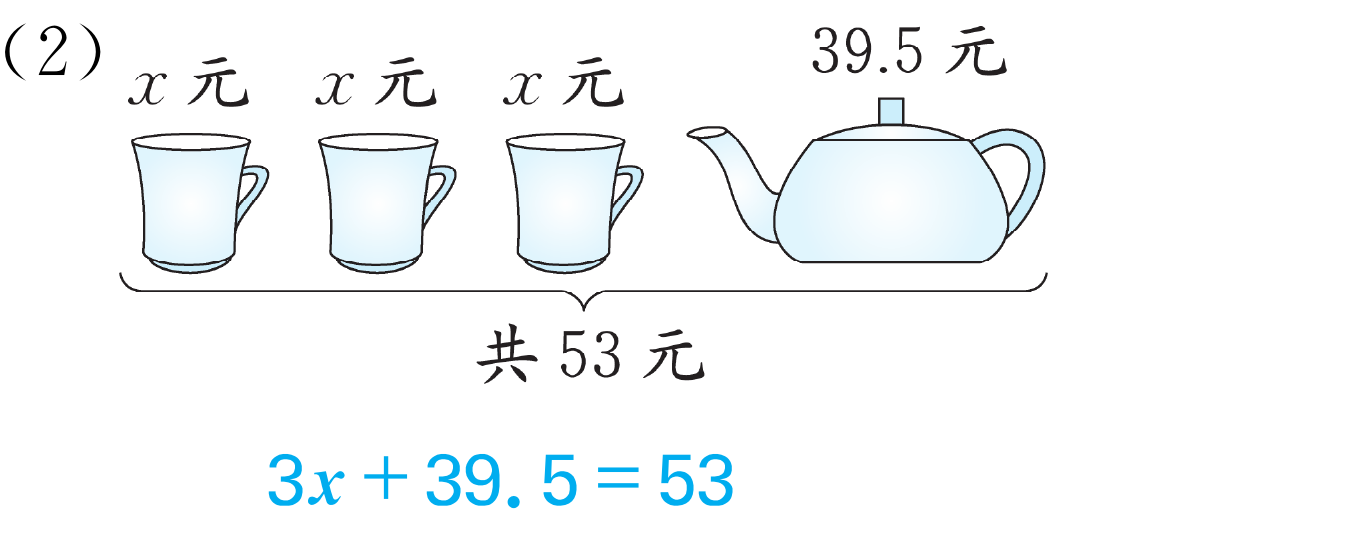 (2)
x 元 x 元 x 元 39.5 元
共 53 元
3x + 39.5 = 53